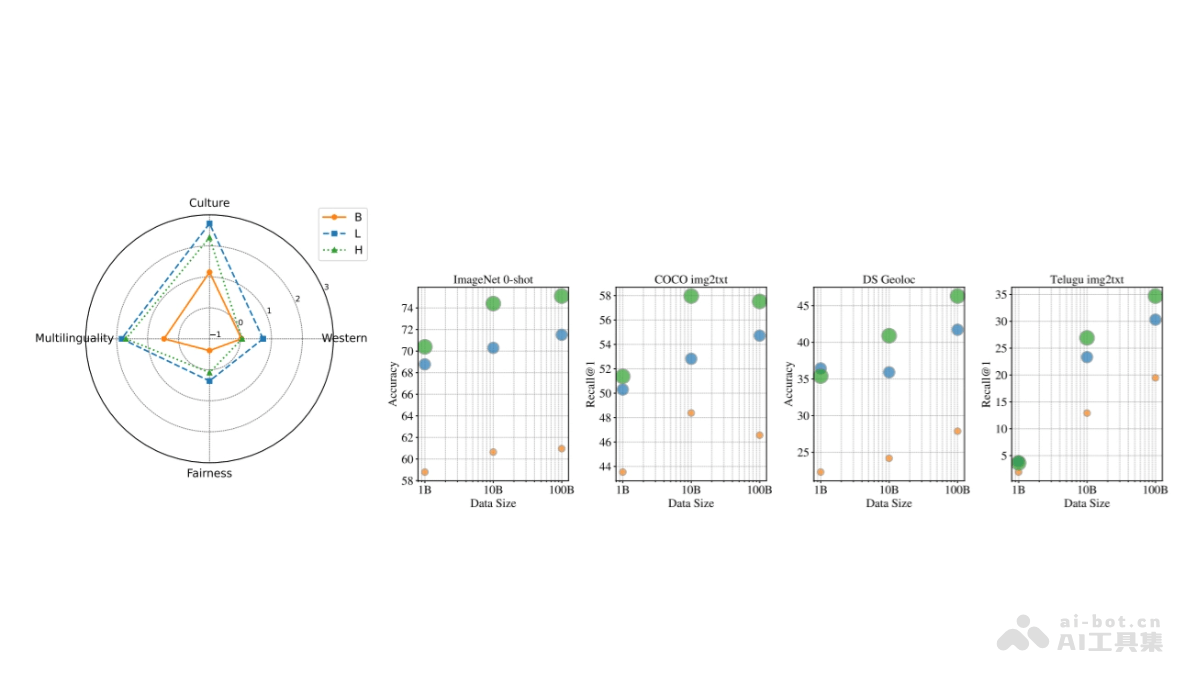 Culture
Multilinguality
Western
Fairness
−1
0
1
2
3
B
L
H
ImageNet 0-shot
Accuracy
74
72
70
68
66
64
62
60
58
1B
10B
100B
Data Size
COCO img2txt
Recall@1
58
56
54
52
50
48
46
44
1B
10B
100B
Data Size
DS Geoloc
Accuracy
45
40
35
30
25
1B
10B
100B
Data Size
Telugu img2txt
Recall@1
35
30
25
20
15
10
5
1B
10B
100B
Data Size
ai-bot.cn
AI工具集